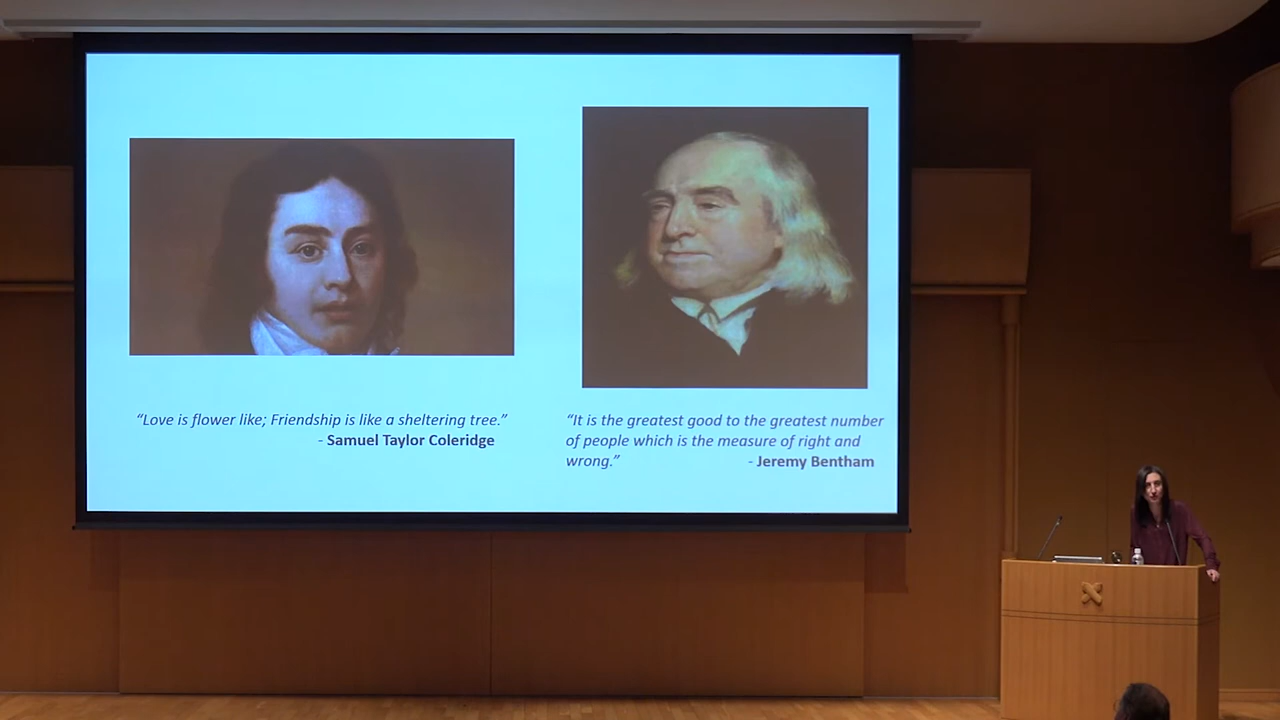 “Love is flower like; Friendship is like a sheltering tree.”
- Samuel Taylor Coleridge
“It is the greatest good to the greatest number
of people which is the measure of right and
wrong.” - Jeremy Bentham